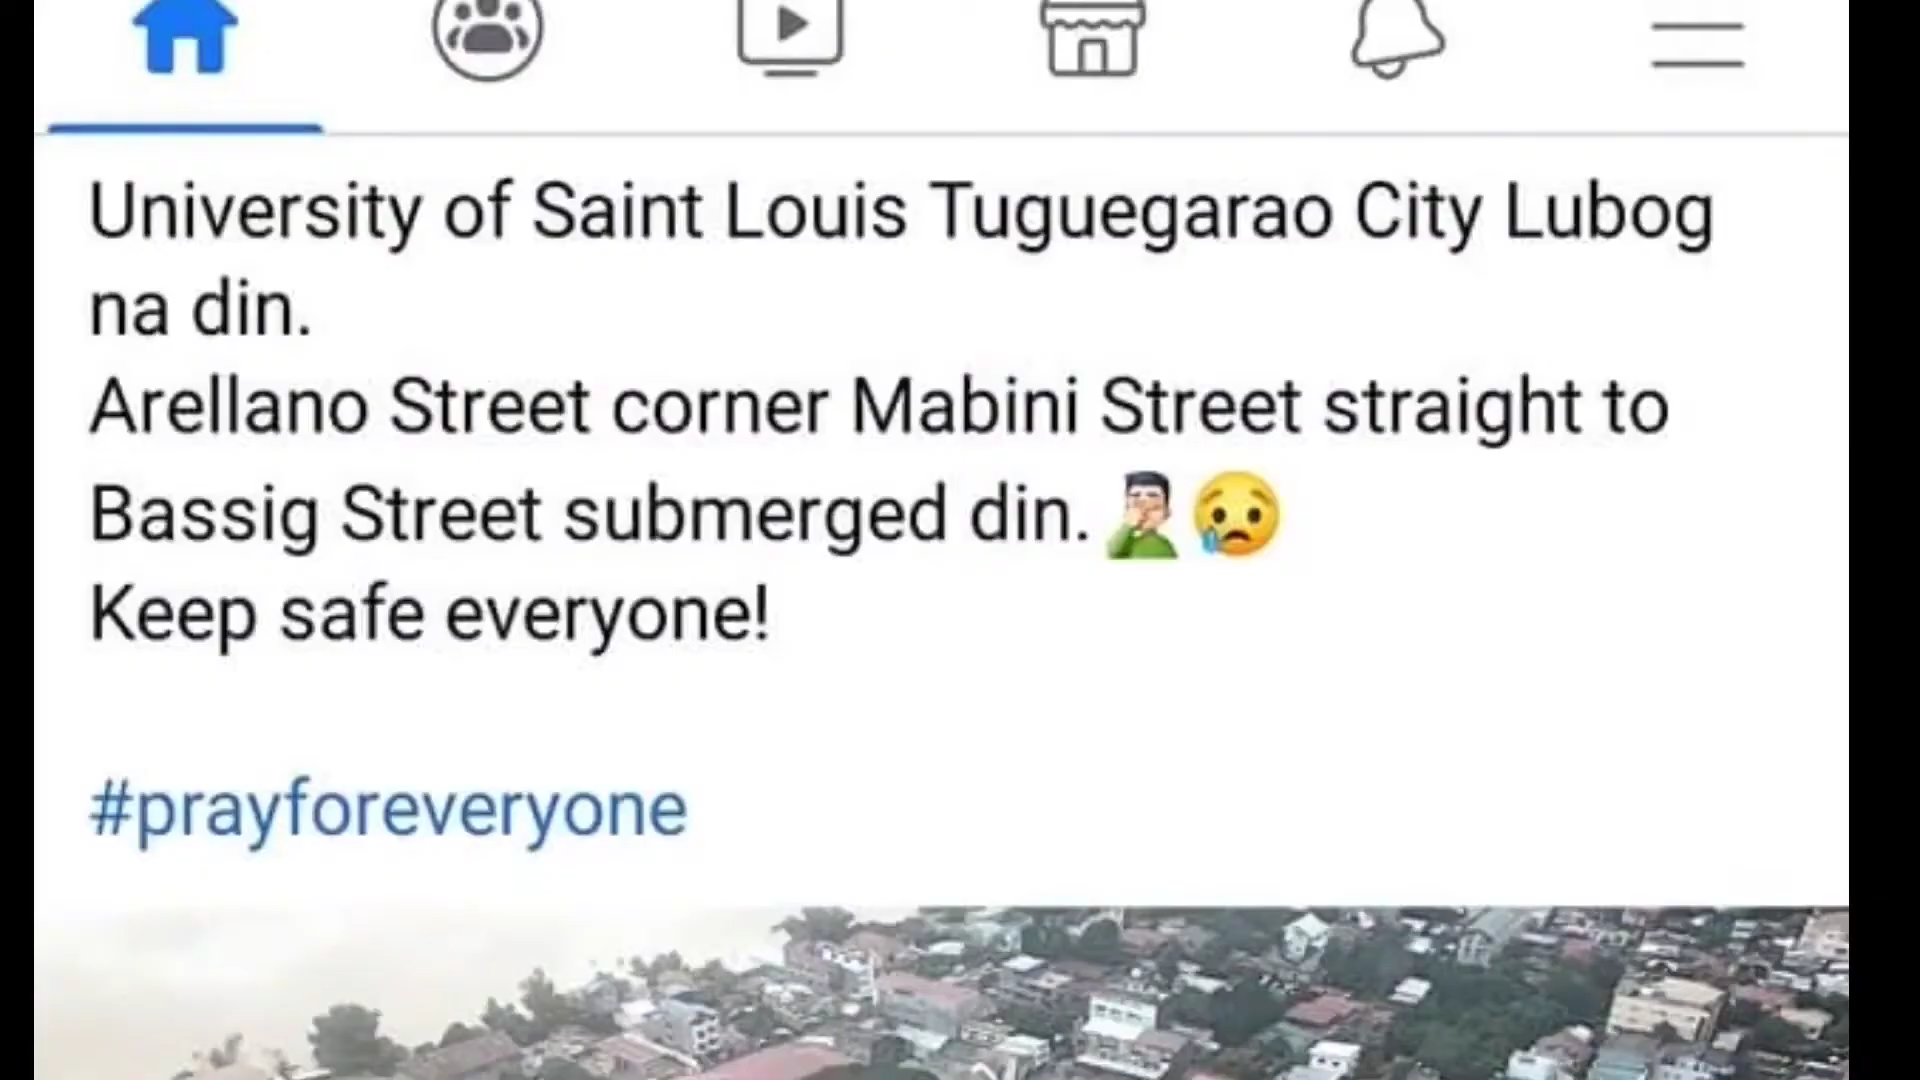 University of Saint Louis Tuguegarao City Lubog
na din.
Arellano Street corner Mabini Street straight to
Bassig Street submerged din. 🤦‍♂️😢
Keep safe everyone!
#prayforeveryone